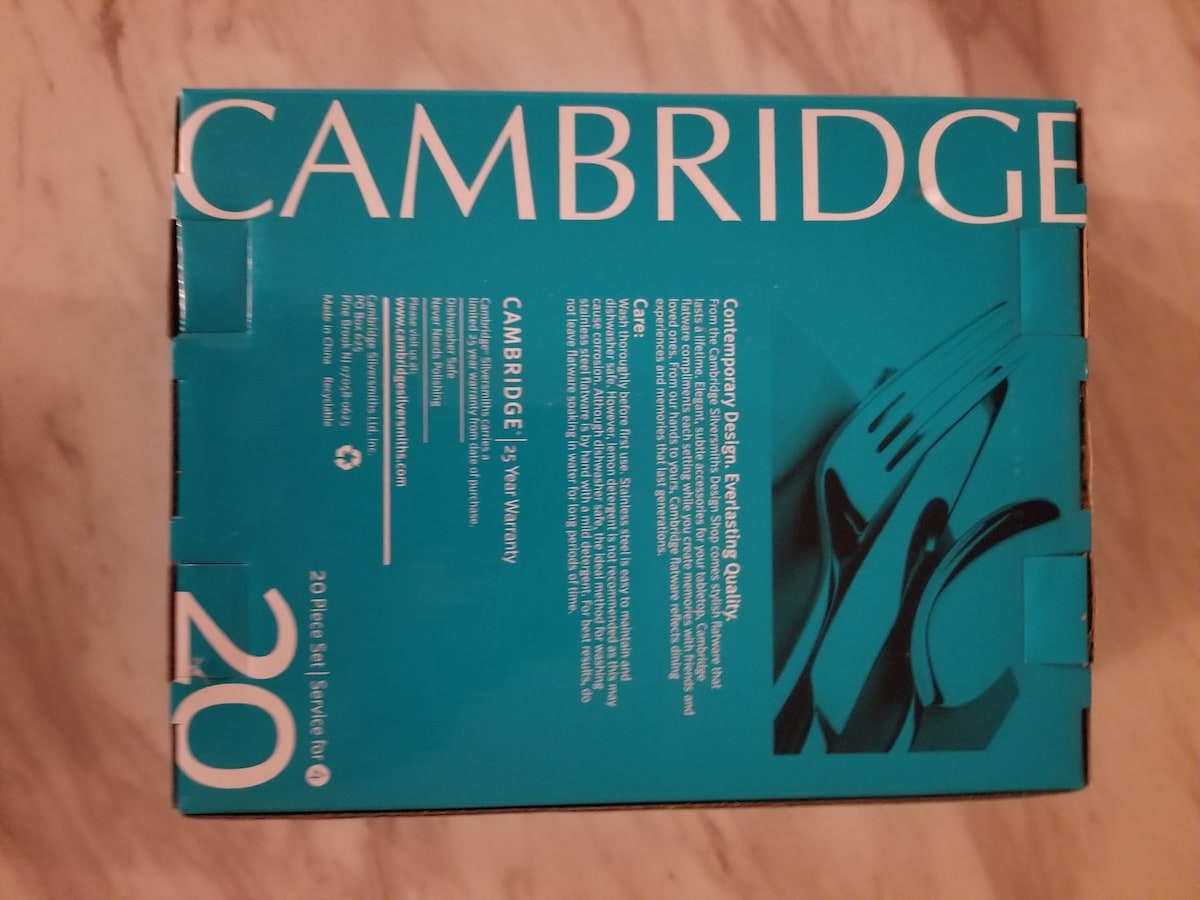 CAMBRIDGE
Contemporary Design. Everlasting Quality.
From the Cambridge Silversmiths Design Shop comes stylish flatware that
lasts a lifetime. Elegant, subtle accessories for your tabletop, Cambridge
flatware compliments each setting while you create memories with friends and
loved ones. From our hands to yours, Cambridge flatware reflects dining
experiences and memories that last generations.
Care:
Wash thoroughly before first use. Stainless steel is easy to maintain and
dishwasher safe. However, lemon detergent is not recommended as this may
cause corrosion. Although dishwasher safe, the ideal method for washing
stainless steel flatware is by hand with a mild detergent. For best results, do
not leave flatware soaking in water for long periods of time.
CAMBRIDGE® | 25 Year Warranty
Cambridge® Silversmiths carries a
limited 25 year warranty from date of purchase.
Dishwasher Safe
Never Needs Polishing
Please visit us at:
www.cambridgesilversmiths.com
Cambridge Silversmiths Ltd. Inc.
PO Box 625
Pine Brook NJ 07058-0625
Made in China Recyclable
20 Piece Set | Service for 4
20